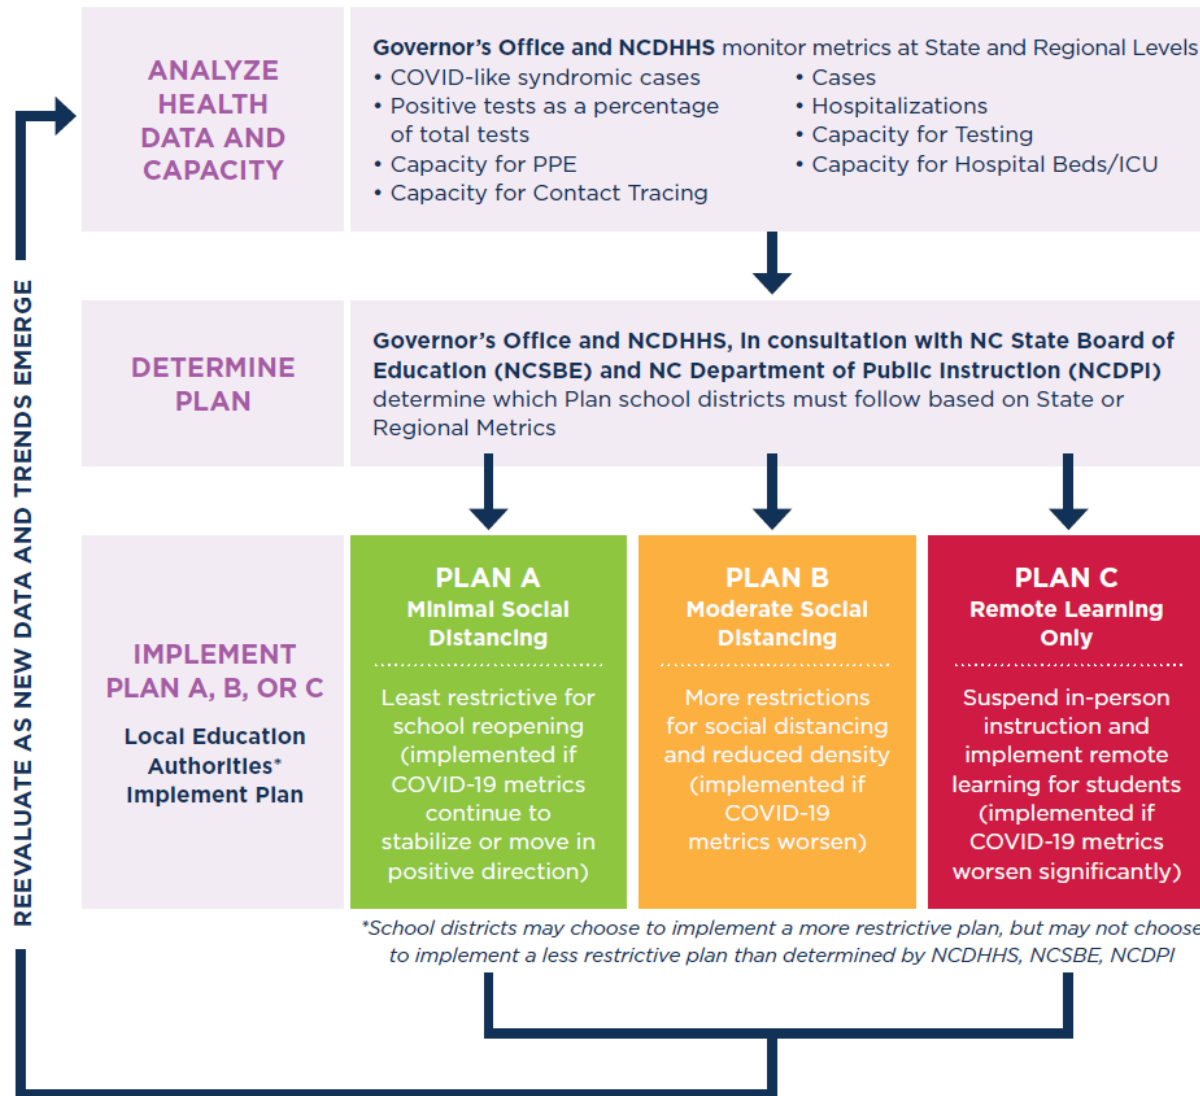 REEVALUATE AS NEW DATA AND TRENDS EMERGE
ANALYZE
HEALTH
DATA AND
CAPACITY
Governor's Office and NCDHHS monitor metrics at State and Regional Levels
• COVID-like syndromic cases
• Positive tests as a percentage
of total tests
• Capacity for PPE
• Capacity for Contact Tracing
• Cases
• Hospitalizations
• Capacity for Testing
• Capacity for Hospital Beds/ICU
DETERMINE
PLAN
Governor's Office and NCDHHS, in consultation with NC State Board of
Education (NCSBE) and NC Department of Public Instruction (NCDPI)
determine which Plan school districts must follow based on State or
Regional Metrics
IMPLEMENT
PLAN A, B, OR C
Local Education
Authorities*
Implement Plan
PLAN A
Minimal Social
Distancing
Least restrictive for
school reopening
(implemented if
COVID-19 metrics
continue to
stabilize or move in
positive direction)
PLAN B
Moderate Social
Distancing
More restrictions
for social distancing
and reduced density
(implemented if
COVID-19
metrics worsen)
PLAN C
Remote Learning
Only
Suspend in-person
instruction and
implement remote
learning for students
(implemented if
COVID-19 metrics
worsen significantly)
*School districts may choose to implement a more restrictive plan, but may not choose
to implement a less restrictive plan than determined by NCDHHS, NCSBE, NCDPI